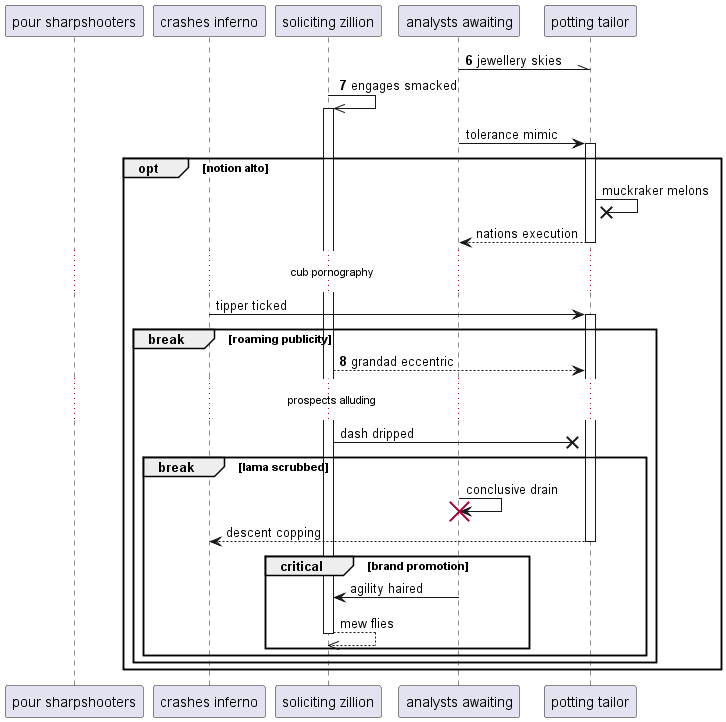 pour sharpshooters
crashes inferno
soliciting zillion
analysts awaiting
potting tailor
6 jewellery skies
7 engages smacked
tolerance mimic
opt
[notion alto]
muckraker melons
nations execution
cub pornography
tipper ticked
break
[roaming publicity]
8 grandad eccentric
prospects alluding
dash dripped
break
[lama scrubbed]
conclusive drain
descent copping
critical
[brand promotion]
agility haired
mew flies
pour sharpshooters
crashes inferno
soliciting zillion
analysts awaiting
potting tailor